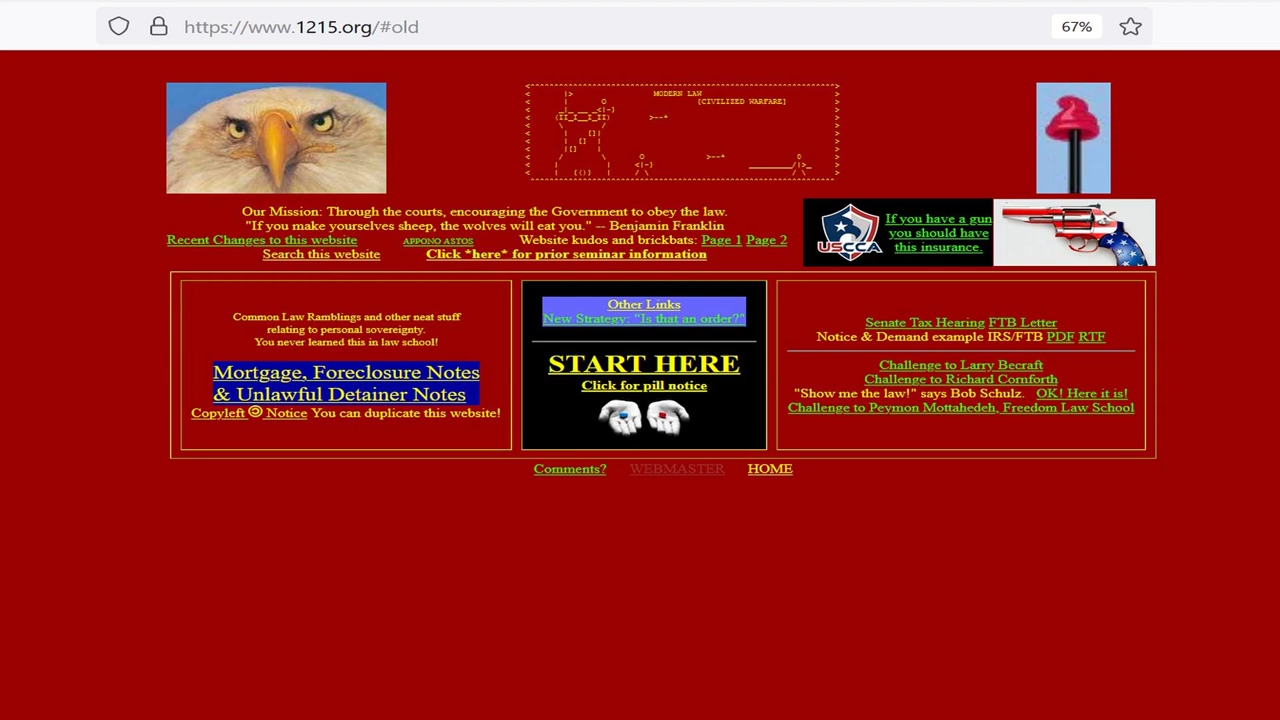 https://www.1215.org/#old
67%
MODERN LAW
[CIVILIZED WARFARE]
Our Mission: Through the courts, encouraging the Government to obey the law.
"If you make yourselves sheep, the wolves will eat you." -- Benjamin Franklin
Recent Changes to this website APPONO ASTOS Website kudos and brickbats: Page 1 Page 2
Search this website Click *here* for prior seminar information
USCCA
If you have a gun
you should have
this insurance.
Common Law Ramblings and other neat stuff
relating to personal sovereignty.
You never learned this in law school!
Mortgage, Foreclosure Notes
& Unlawful Detainer Notes
Copyleft Notice You can duplicate this website!
Other Links
New Strategy: "Is that an order?"
START HERE
Click for pill notice
Senate Tax Hearing FTB Letter
Notice & Demand example IRS/FTB PDF RTF
Challenge to Larry Becraft
Challenge to Richard Cornforth
"Show me the law!" says Bob Schulz. OK! Here it is!
Challenge to Peymon Mottahedeh, Freedom Law School
Comments? WEBMASTER HOME